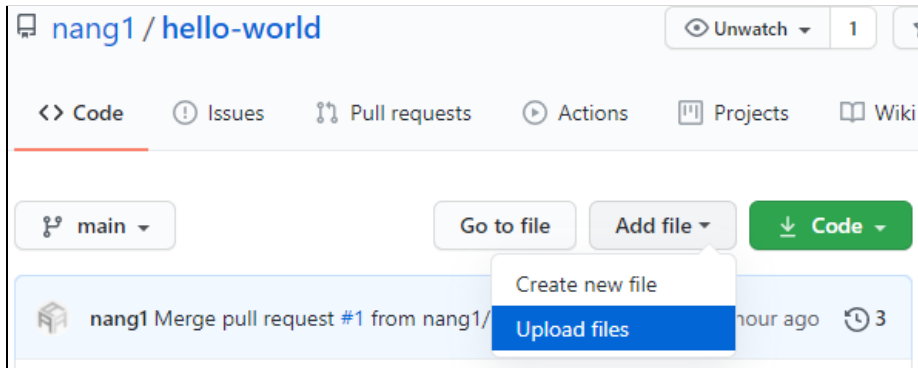 nang1 / hello-world Unwatch 1
Code Issues Pull requests Actions Projects Wiki
main Go to file Add file Code
Create new file
nang1 Merge pull request #1 from nang1/ hour ago 3
Upload files